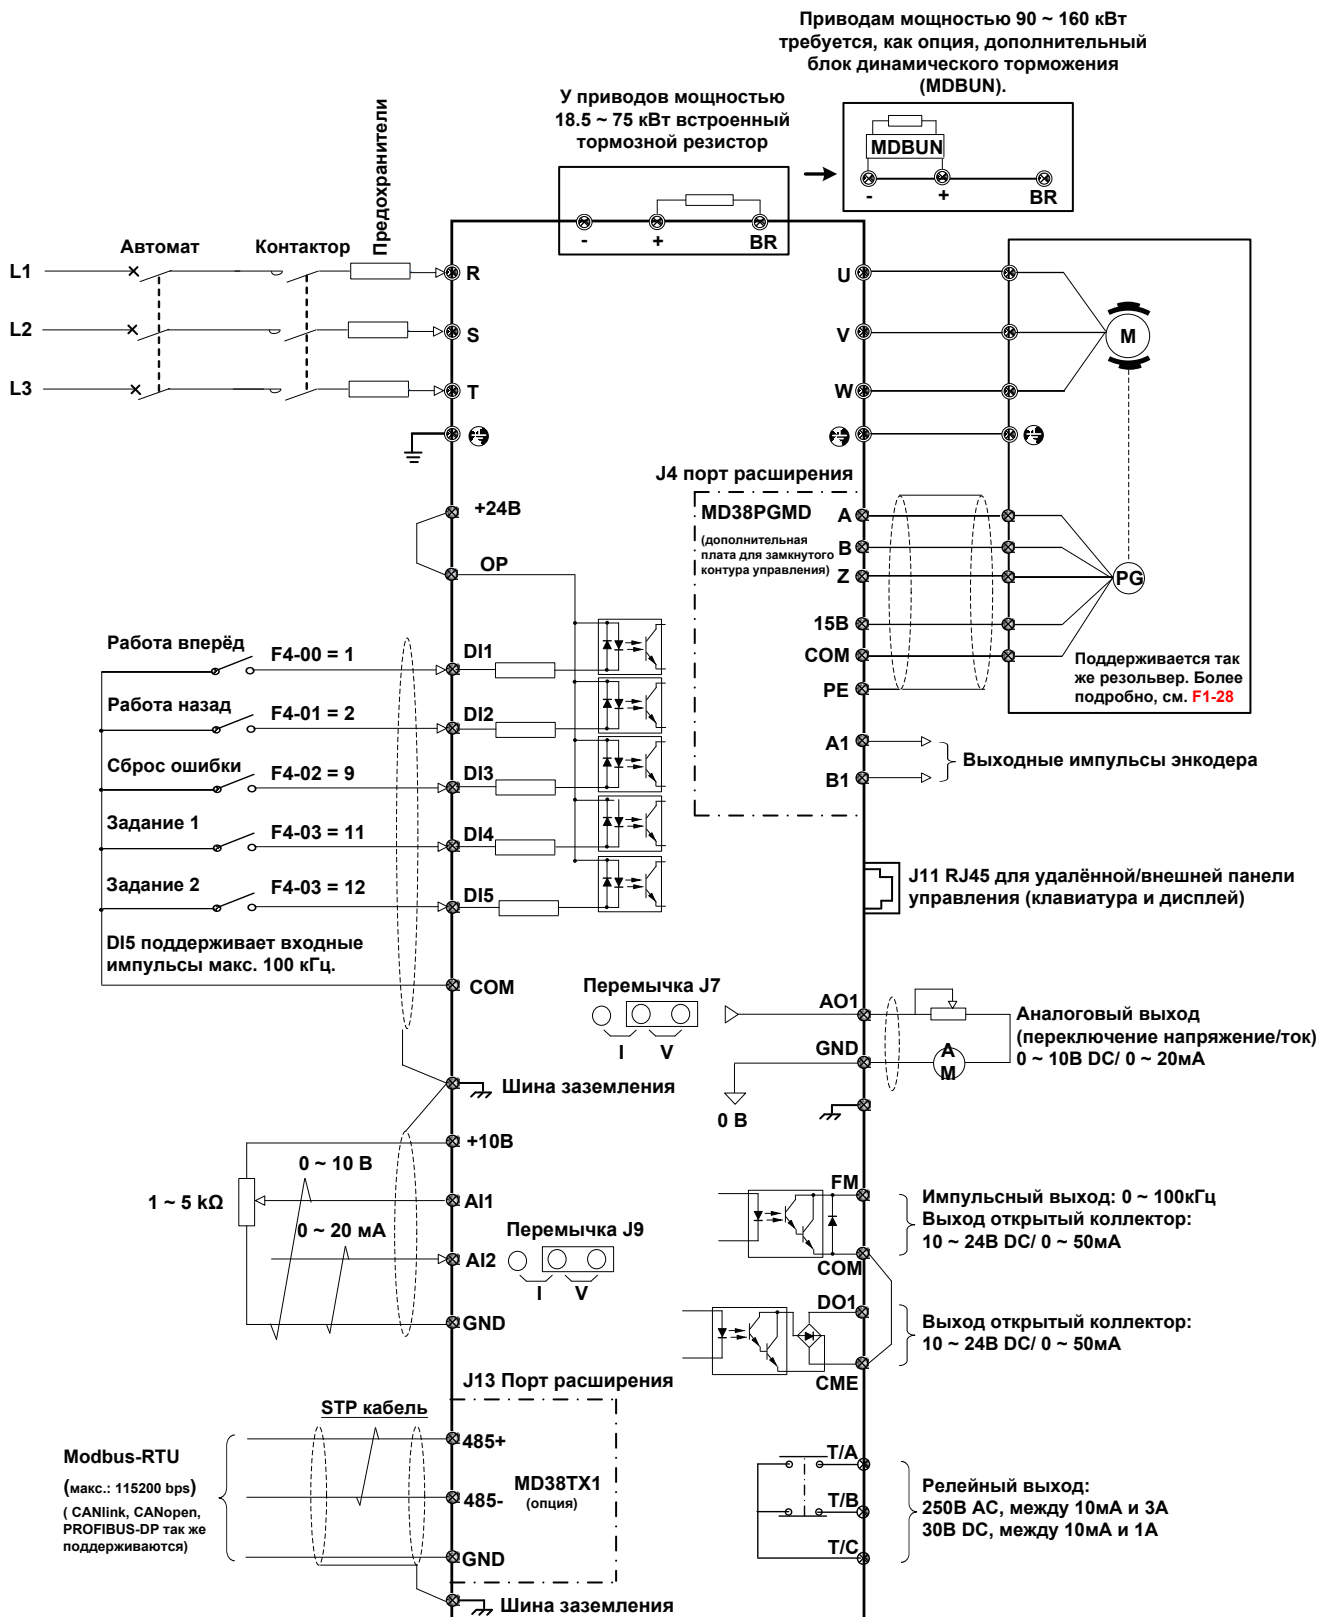 Приводам мощностью 90 ~ 160 кВт
требуется, как опция, дополнительный
блок динамического торможения
(MDBUN).
У приводов мощностью
18.5 ~ 75 кВт встроенный
тормозной резистор
MDBUN
-
+
BR
-
+
BR
Предохранители
Автомат
Контактор
L1
R
L2
S
L3
T
U
V
W
M
J4 порт расширения
MD38PGMD
(дополнительная
плата для замкнутого
контура управления)
A
B
Z
15В
COM
PE
A1
B1
PG
Поддерживается так
же резольвер. Более
подробно, см. F1-28
Выходные импульсы энкодера
+24В
OP
Работа вперёд
F4-00 = 1
DI1
Работа назад
F4-01 = 2
DI2
Сброс ошибки
F4-02 = 9
DI3
Задание 1
F4-03 = 11
DI4
Задание 2
F4-03 = 12
DI5
DI5 поддерживает входные
импульсы макс. 100 кГц.
COM
J11 RJ45 для удалённой/внешней панели
управления (клавиатура и дисплей)
Перемычка J7
I
V
AO1
GND
0 В
A
M
Аналоговый выход
(переключение напряжение/ток)
0 ~ 10В DC/ 0 ~ 20мА
Шина заземления
+10В
0 ~ 10 В
1 ~ 5 kΩ
AI1
0 ~ 20 мА
AI2
Перемычка J9
I
V
GND
FM
COM
Импульсный выход: 0 ~ 100кГц
Выход открытый коллектор:
10 ~ 24В DC/ 0 ~ 50мА
DO1
CME
Выход открытый коллектор:
10 ~ 24В DC/ 0 ~ 50мА
J13 Порт расширения
STP кабель
Modbus-RTU
(макс.: 115200 bps)
( CANlink, CANopen,
PROFIBUS-DP так же
поддерживаются)
485+
485-
GND
MD38TX1
(опция)
Шина заземления
T/A
T/B
T/C
Релейный выход:
250В AC, между 10мА и 3А
30В DC, между 10мА и 1А